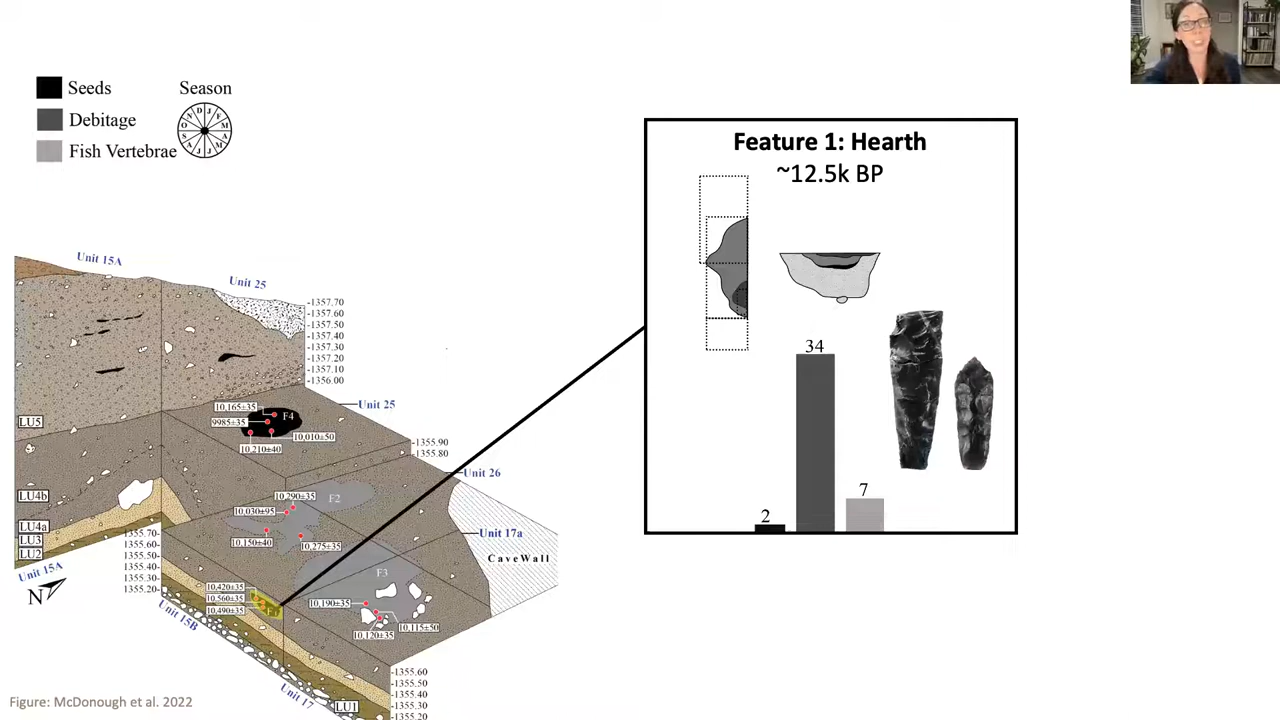 Seeds
Season
Debitage
Fish Vertebrae
D J F M A M J J A S O N
Feature 1: Hearth
~12.5k BP
34
7
2
Unit 15A
Unit 25
-1357.70
-1357.60
-1357.50
-1357.40
-1357.30
-1357.20
-1357.10
-1356.00
Unit 25
10,165±35
F4
9985±35
10,010±50
10,210±40
LU5
-1355.90
-1355.80
Unit 26
10,290±35
F2
10,030±95
10,150±40
10,275±35
LU4b
LU4a
LU3
LU2
1355.70-
1355.60-
1355.50-
1355.40-
1355.30-
1355.20-
Unit 17a
Cave Wall
Unit 15A
N
F3
10,420±35
10,560±35
10,490±35
F1
10,190±35
10,115±50
10,120±35
Unit 15B
-1355.60
-1355.50
-1355.40
-1355.30
-1355.20
Unit 17
LU1
Figure: McDonough et al. 2022